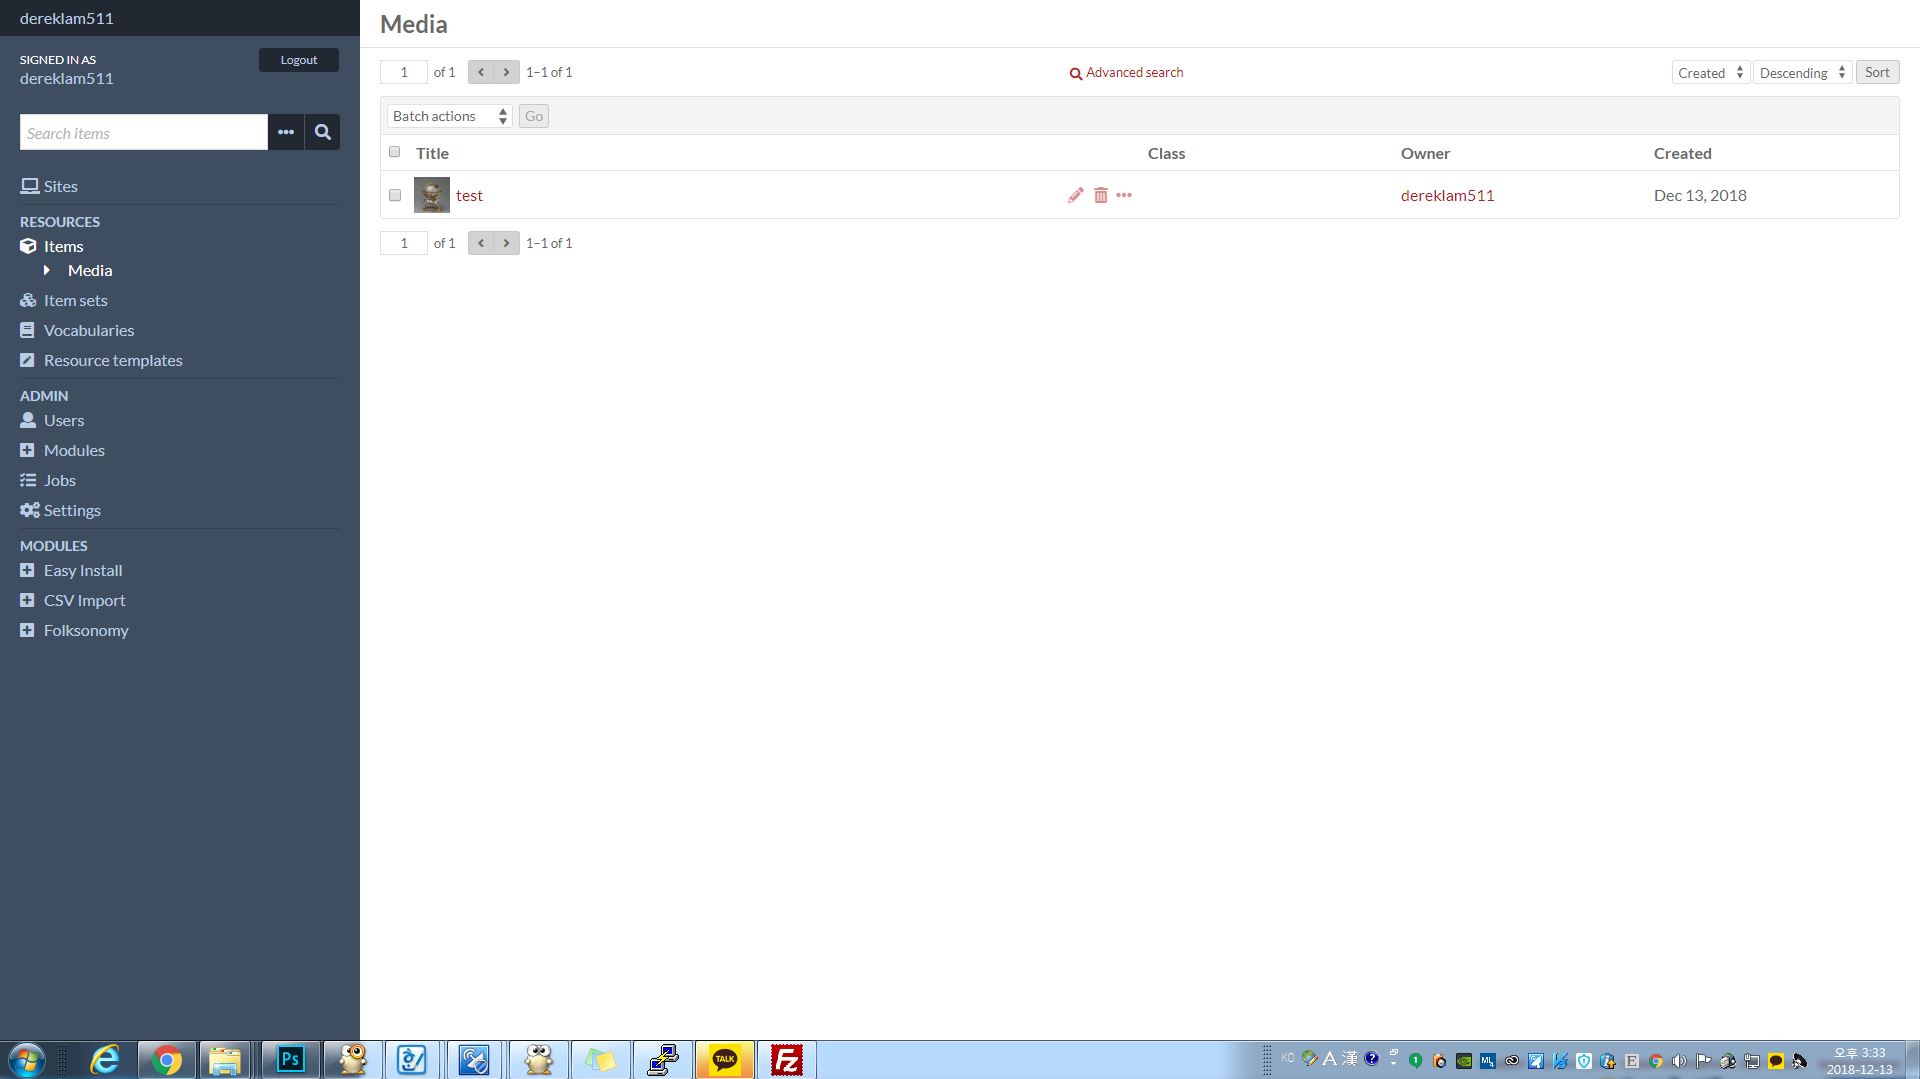 dereklam511
SIGNED IN AS
dereklam511
Logout
Search items
Sites
RESOURCES
Items
Media
Item sets
Vocabularies
Resource templates
ADMIN
Users
Modules
Jobs
Settings
MODULES
Easy Install
CSV Import
Folksonomy
Media
1 of 1 1–1 of 1
Advanced search
Created Descending Sort
Batch actions Go
Title Class Owner Created
test dereklam511 Dec 13, 2018
1 of 1 1–1 of 1
Ps
TALK
Fz
KO A 漢
오후 3:33
2018-12-13